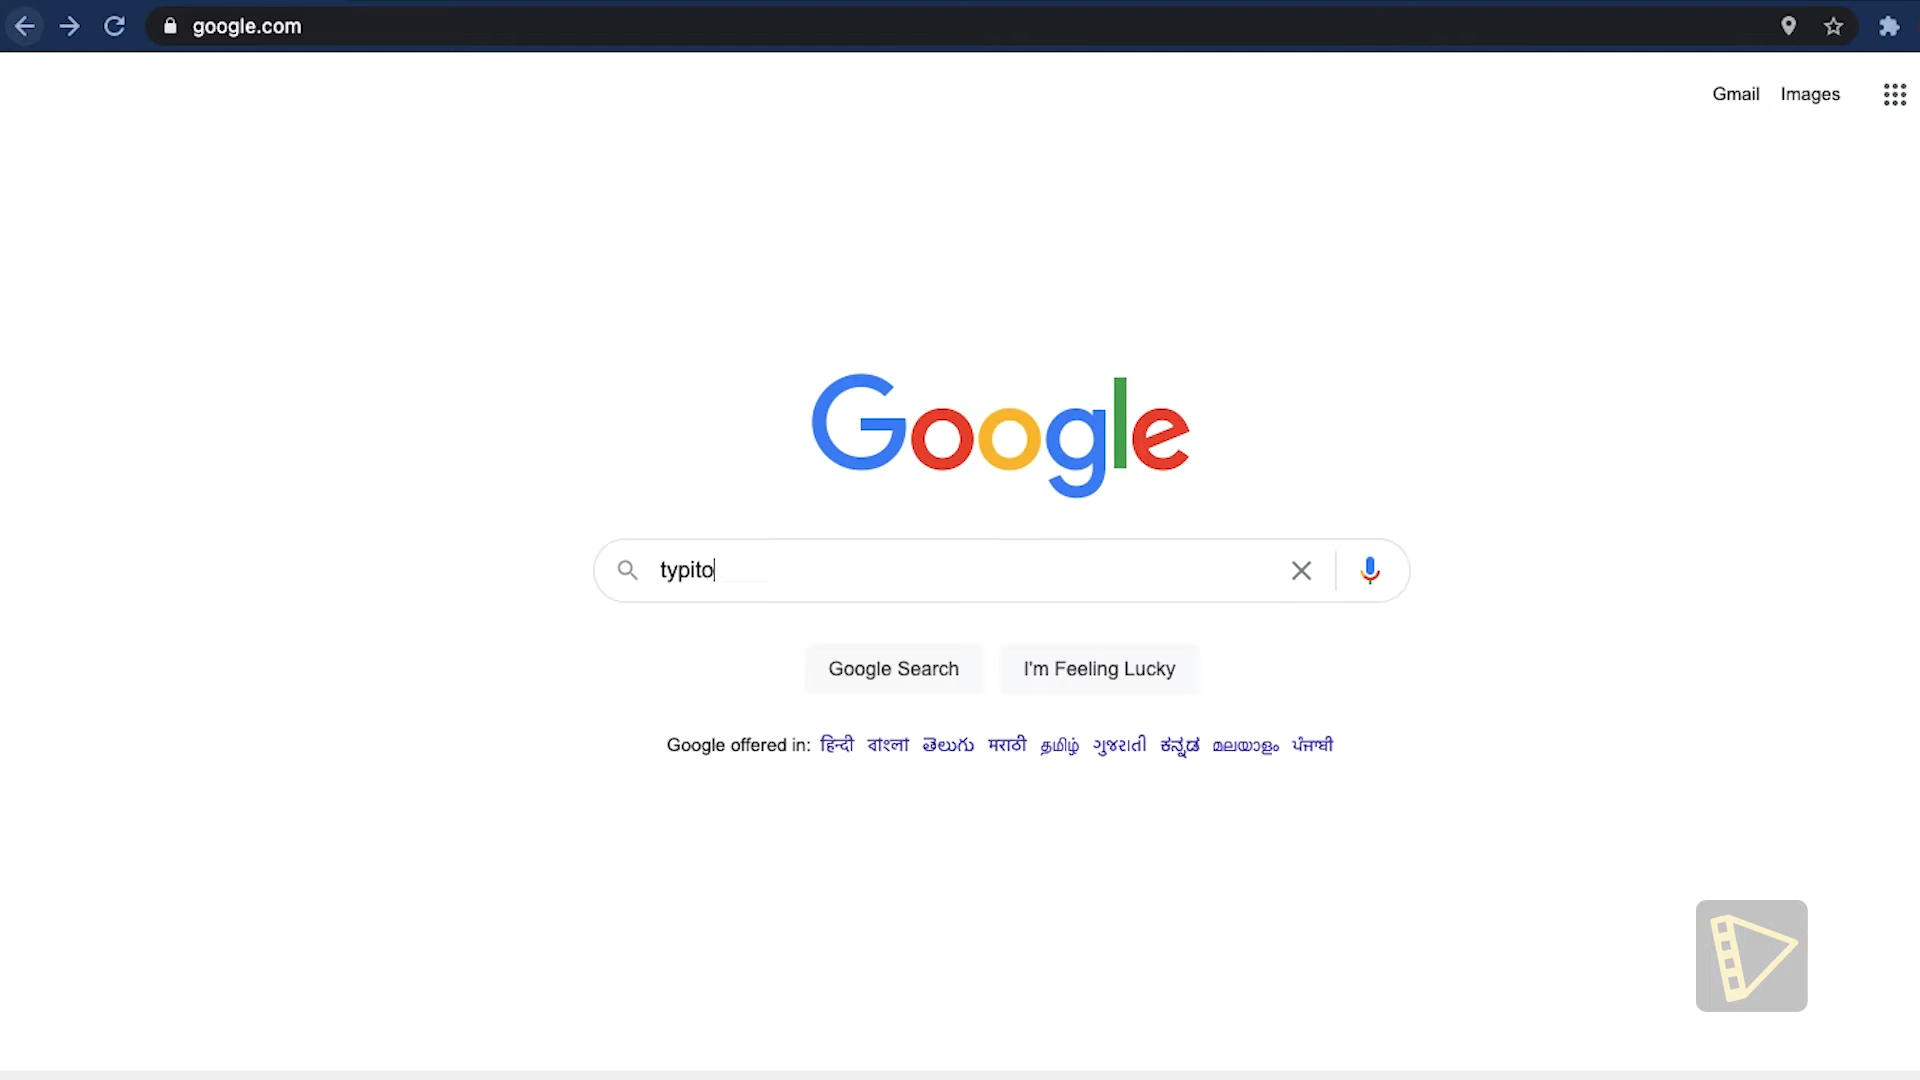 google.com
Gmail Images
Google
typito
Google Search I'm Feeling Lucky
Google offered in: हिन्दी বাংলা తెలుగు मराठी தமிழ் ગુજરાતી ಕನ್ನಡ മലയാളം ਪੰਜਾਬੀ